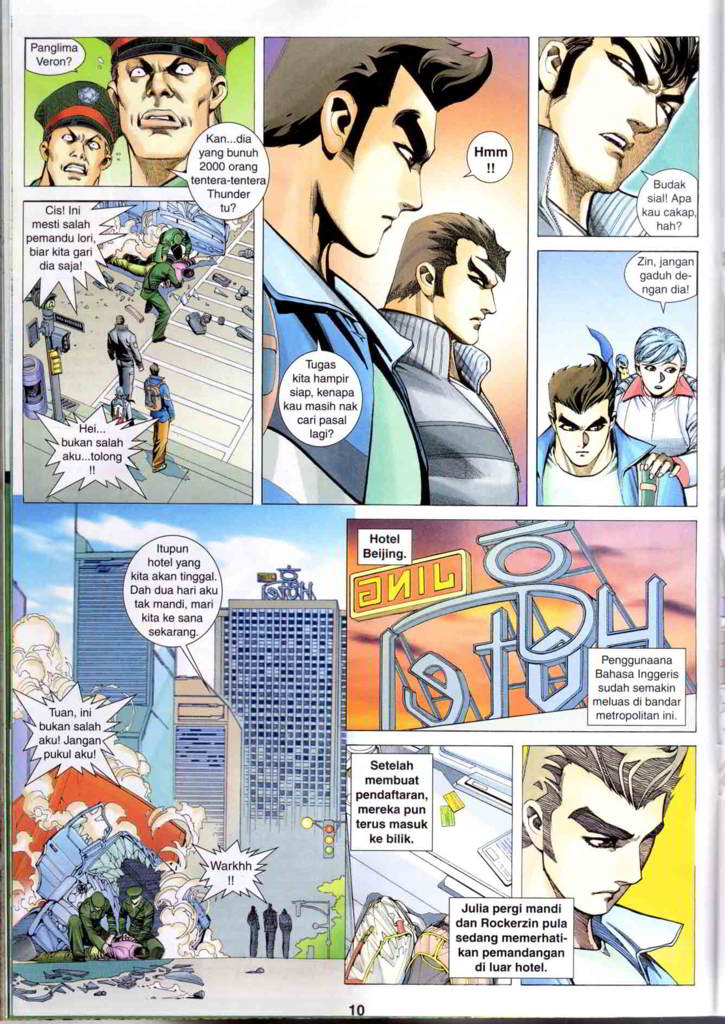 Panglima
Veron?
Kan...dia
yang bunuh
2000 orang
tentera-tentera
Thunder
tu?
Cis! Ini
mesti salah
pemandu lori,
biar kita gari
dia saja!
Hei...
bukan salah
aku...tolong
!!
Hmm
!!
Tugas
kita hampir
siap, kenapa
kau masih nak
cari pasal
lagi?
Budak
sial! Apa
kau cakap,
hah?
Zin, jangan
gaduh de-
ngan dia!
Itupun
hotel yang
kita akan tinggal.
Dah dua hari aku
tak mandi, mari
kita ke sana
sekarang.
Tuan, ini
bukan salah
aku! Jangan
pukul aku!
Warkhh
!!
Hotel
Hotel
Beijing.
JING
Hotel
Penggunaana
Bahasa Inggeris
sudah semakin
meluas di bandar
metropolitan ini.
Setelah
membuat
pendaftaran,
mereka pun
terus masuk
ke bilik.
Julia pergi mandi
dan Rockerzin pula
sedang memerhati-
kan pemandangan
di luar hotel.
10